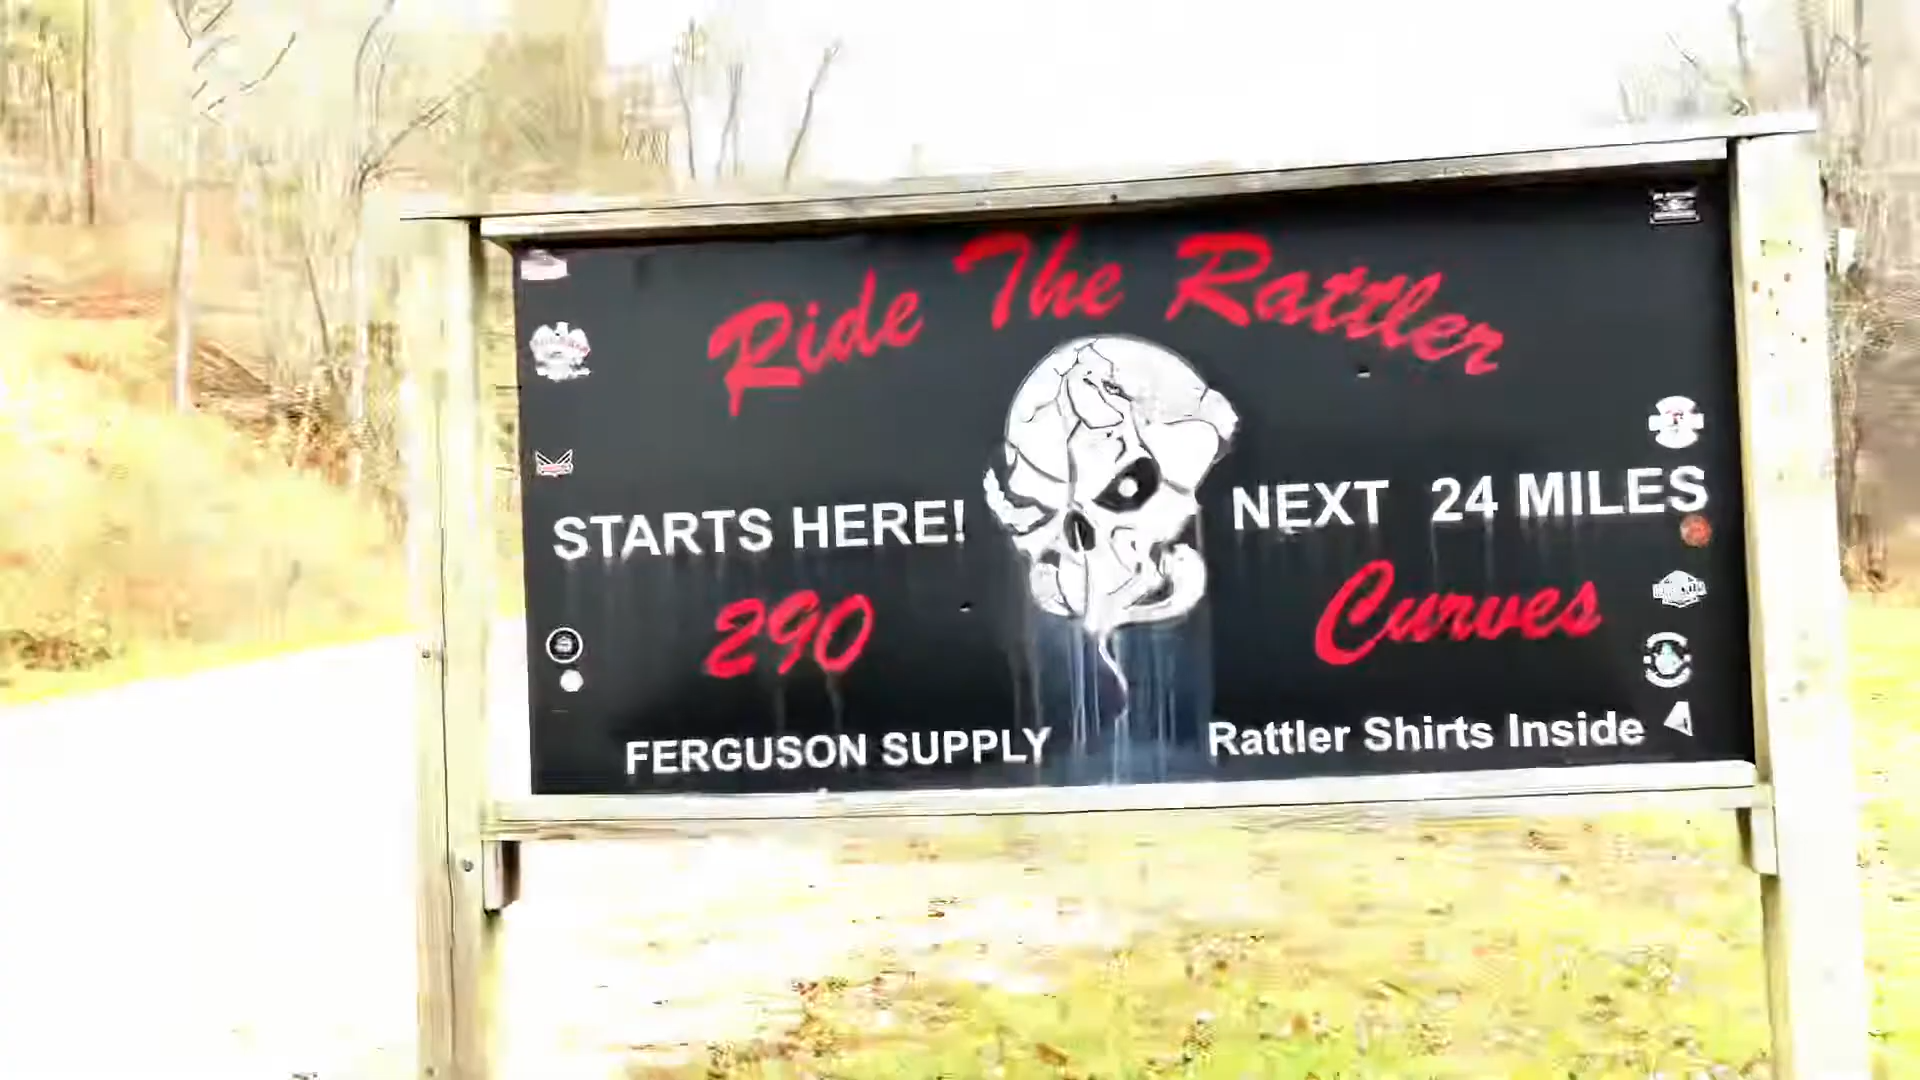 Ride The Rattler
STARTS HERE!
NEXT 24 MILES
290
Curves
FERGUSON SUPPLY
Rattler Shirts Inside